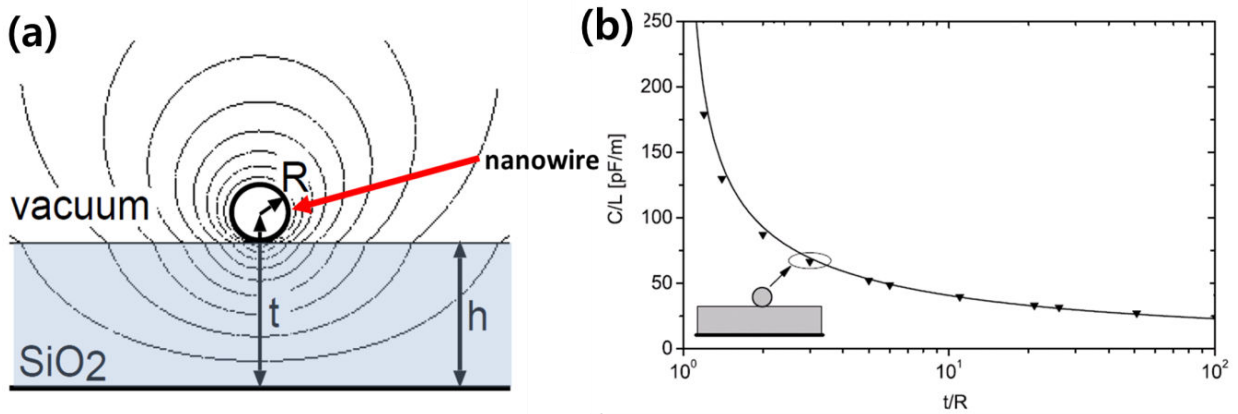 (a)
R
nanowire
vacuum
t
h
SiO2
(b)
C/L [pF/m]
250
200
150
100
50
0
10^0
10^1
10^2
t/R